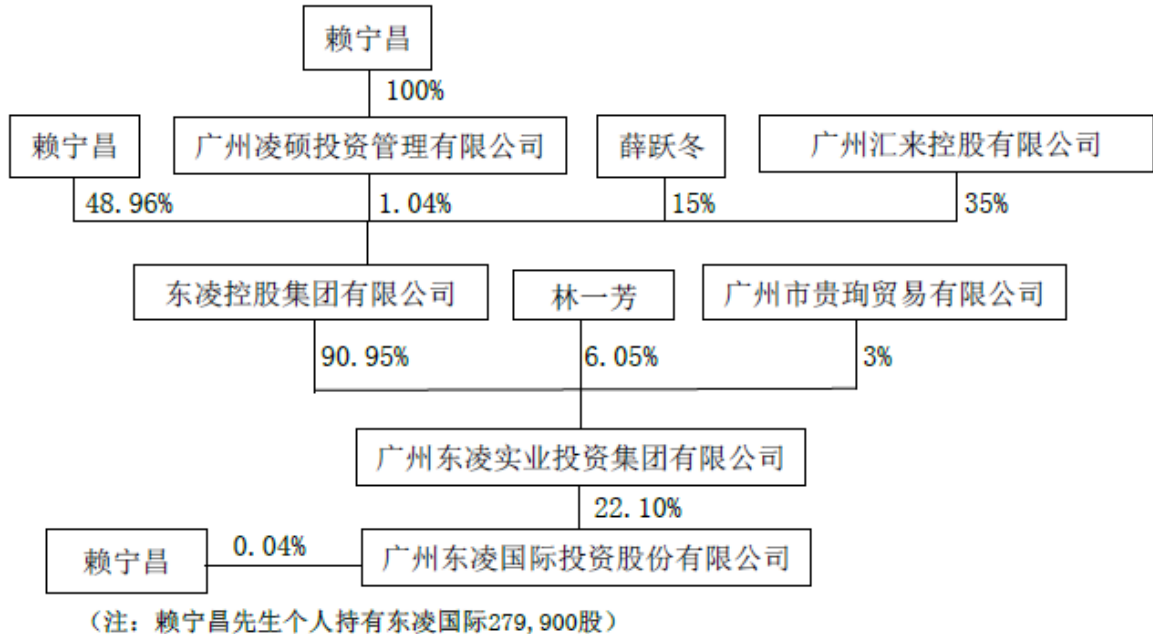 赖宁昌
100%
赖宁昌
广州凌硕投资管理有限公司
薛跃冬
广州汇来控股有限公司
48.96%
1.04%
15%
35%
东凌控股集团有限公司
林一芳
广州市贵珣贸易有限公司
90.95%
6.05%
3%
广州东凌实业投资集团有限公司
22.10%
赖宁昌
0.04%
广州东凌国际投资股份有限公司
（注：赖宁昌先生个人持有东凌国际279,900股）